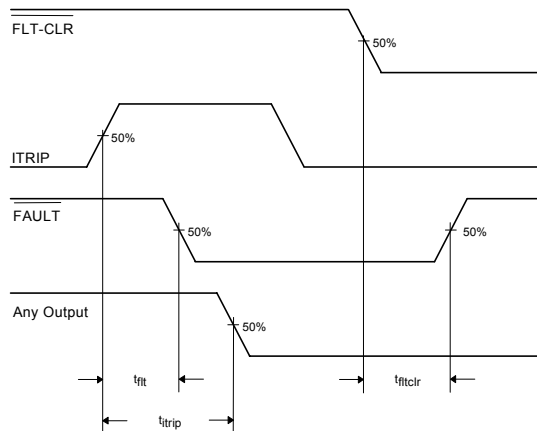 FLT-CLR
50%
50%
ITRIP
FAULT
50%
50%
Any Output
50%
tflt
tfltclr
titrip